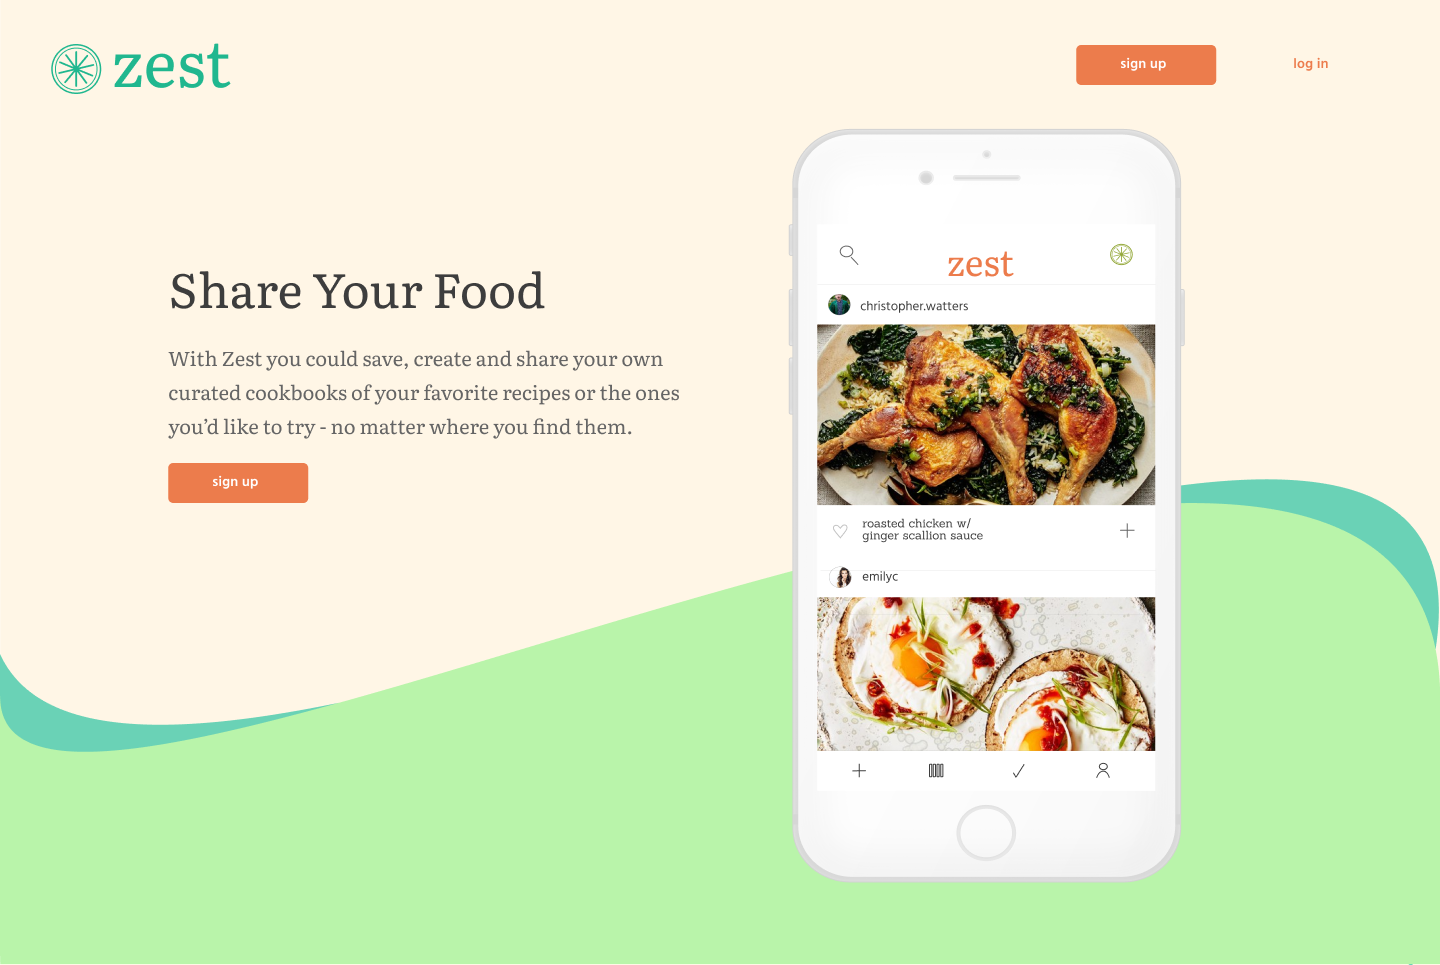 zest
sign up
log in
Share Your Food
With Zest you could save, create and share your own
curated cookbooks of your favorite recipes or the ones
you’d like to try - no matter where you find them.
sign up
zest
christopher.watters
roasted chicken w/
ginger scallion sauce
emilyc